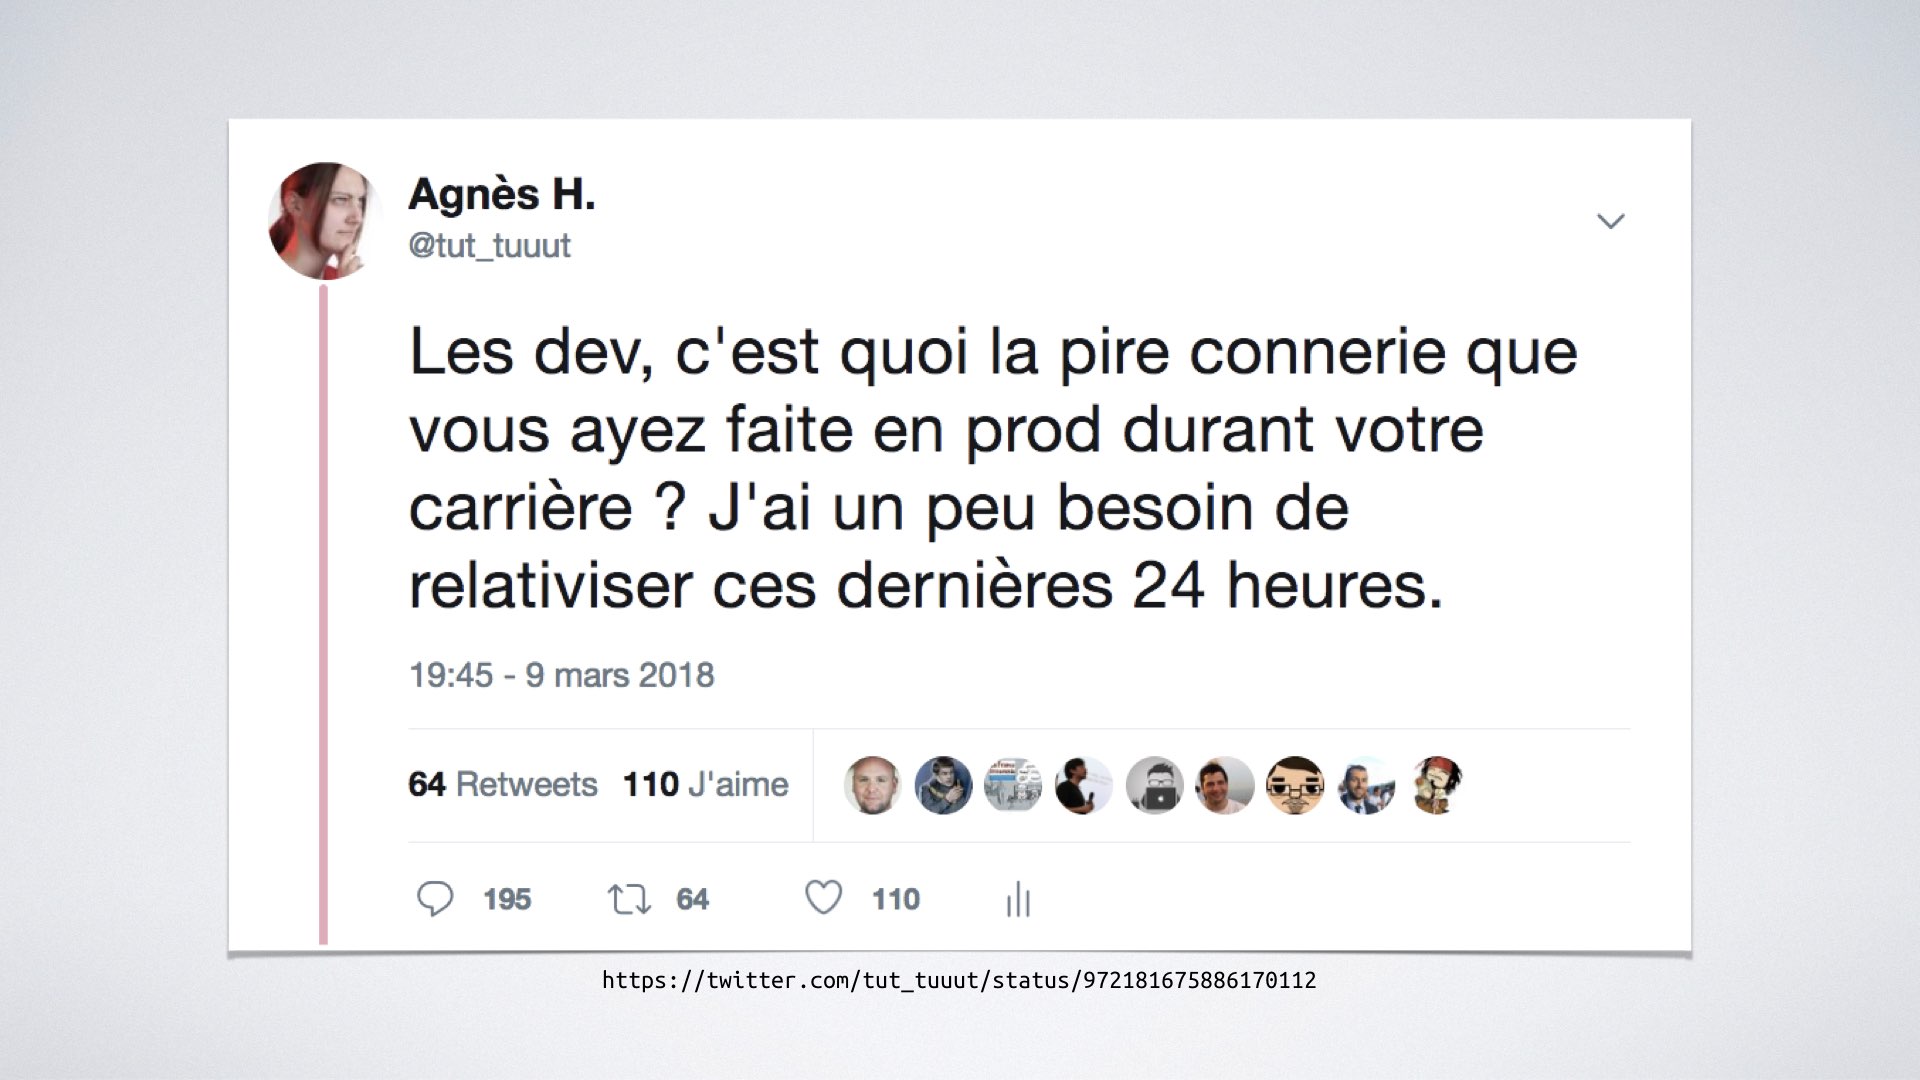 Agnès H.
@tut_tuuut
Les dev, c'est quoi la pire connerie que
vous ayez faite en prod durant votre
carrière ? J'ai un peu besoin de
relativiser ces dernières 24 heures.
19:45 - 9 mars 2018
64 Retweets 110 J'aime
195 64 110
https://twitter.com/tut_tuuut/status/972181675886170112